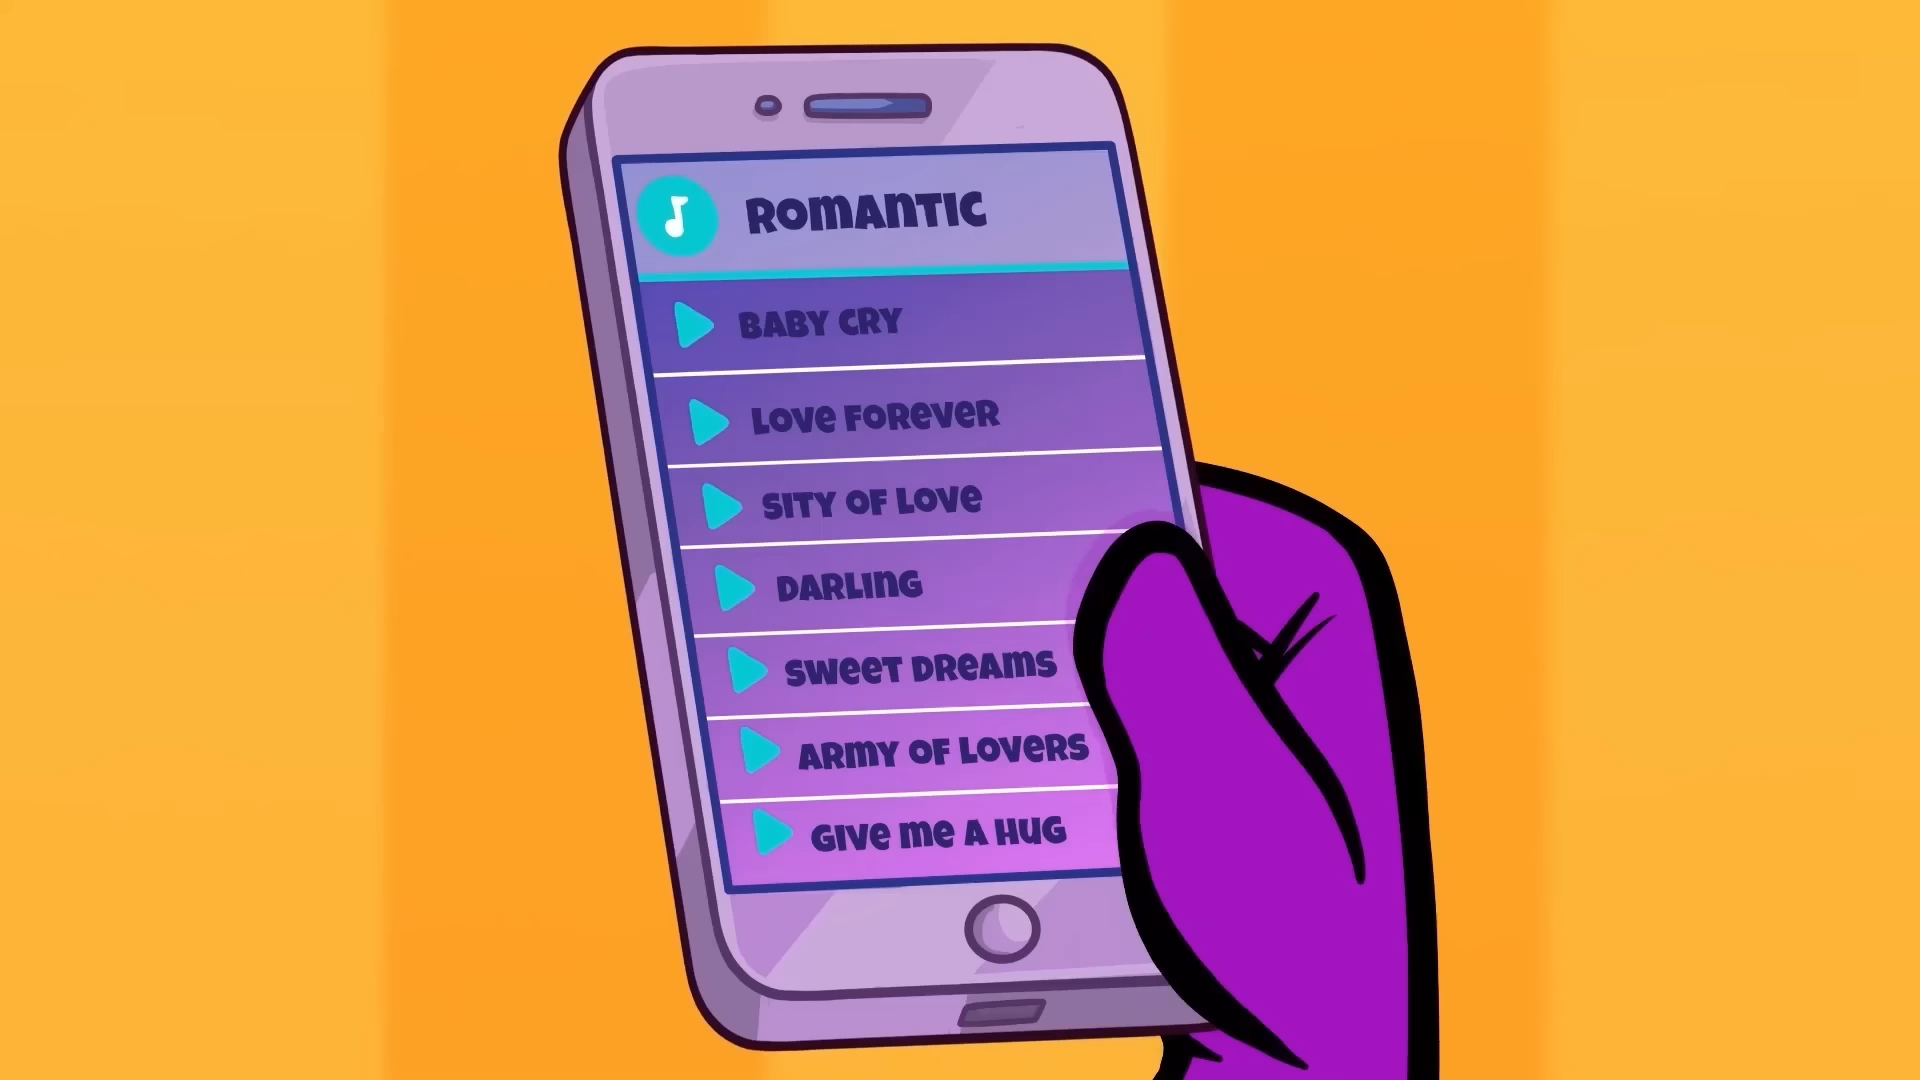 ROMANTIC
BABY CRY
LOVE FOREVER
SITY OF LOVE
DARLING
SWEET DREAMS
ARMY OF LOVERS
GIVE ME A HUG